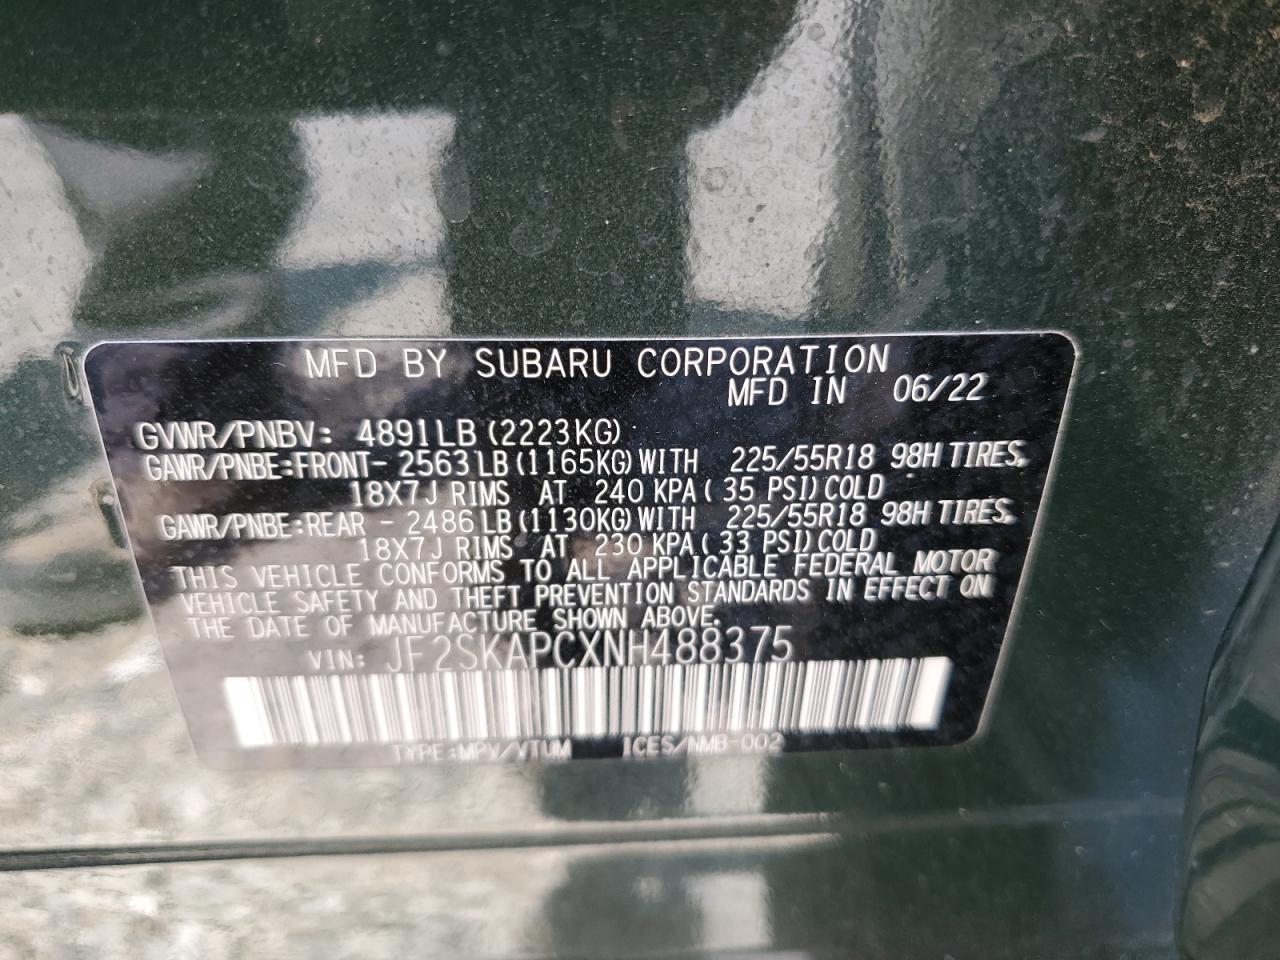 MFD BY SUBARU CORPORATION
MFD IN 06/22
GVWR/PNBV: 4891LB (2223KG)
GAWR/PNBE:FRONT- 2563LB(1165KG)WITH 225/55R18 98H TIRES,
18X7J RIMS AT 240 KPA( 35 PSI)COLD
GAWR/PNBE:REAR - 2486LB(1130KG)WITH 225/55R18 98H TIRES,
18X7J RIMS AT 230 KPA( 33 PSI)COLD
THIS VEHICLE CONFORMS TO ALL APPLICABLE FEDERAL MOTOR
VEHICLE SAFETY AND THEFT PREVENTION STANDARDS IN EFFECT ON
THE DATE OF MANUFACTURE SHOWN ABOVE.
VIN: JF2SKAPCXNH488375
TYPE:MPV/VTUM ICES/NMB-002